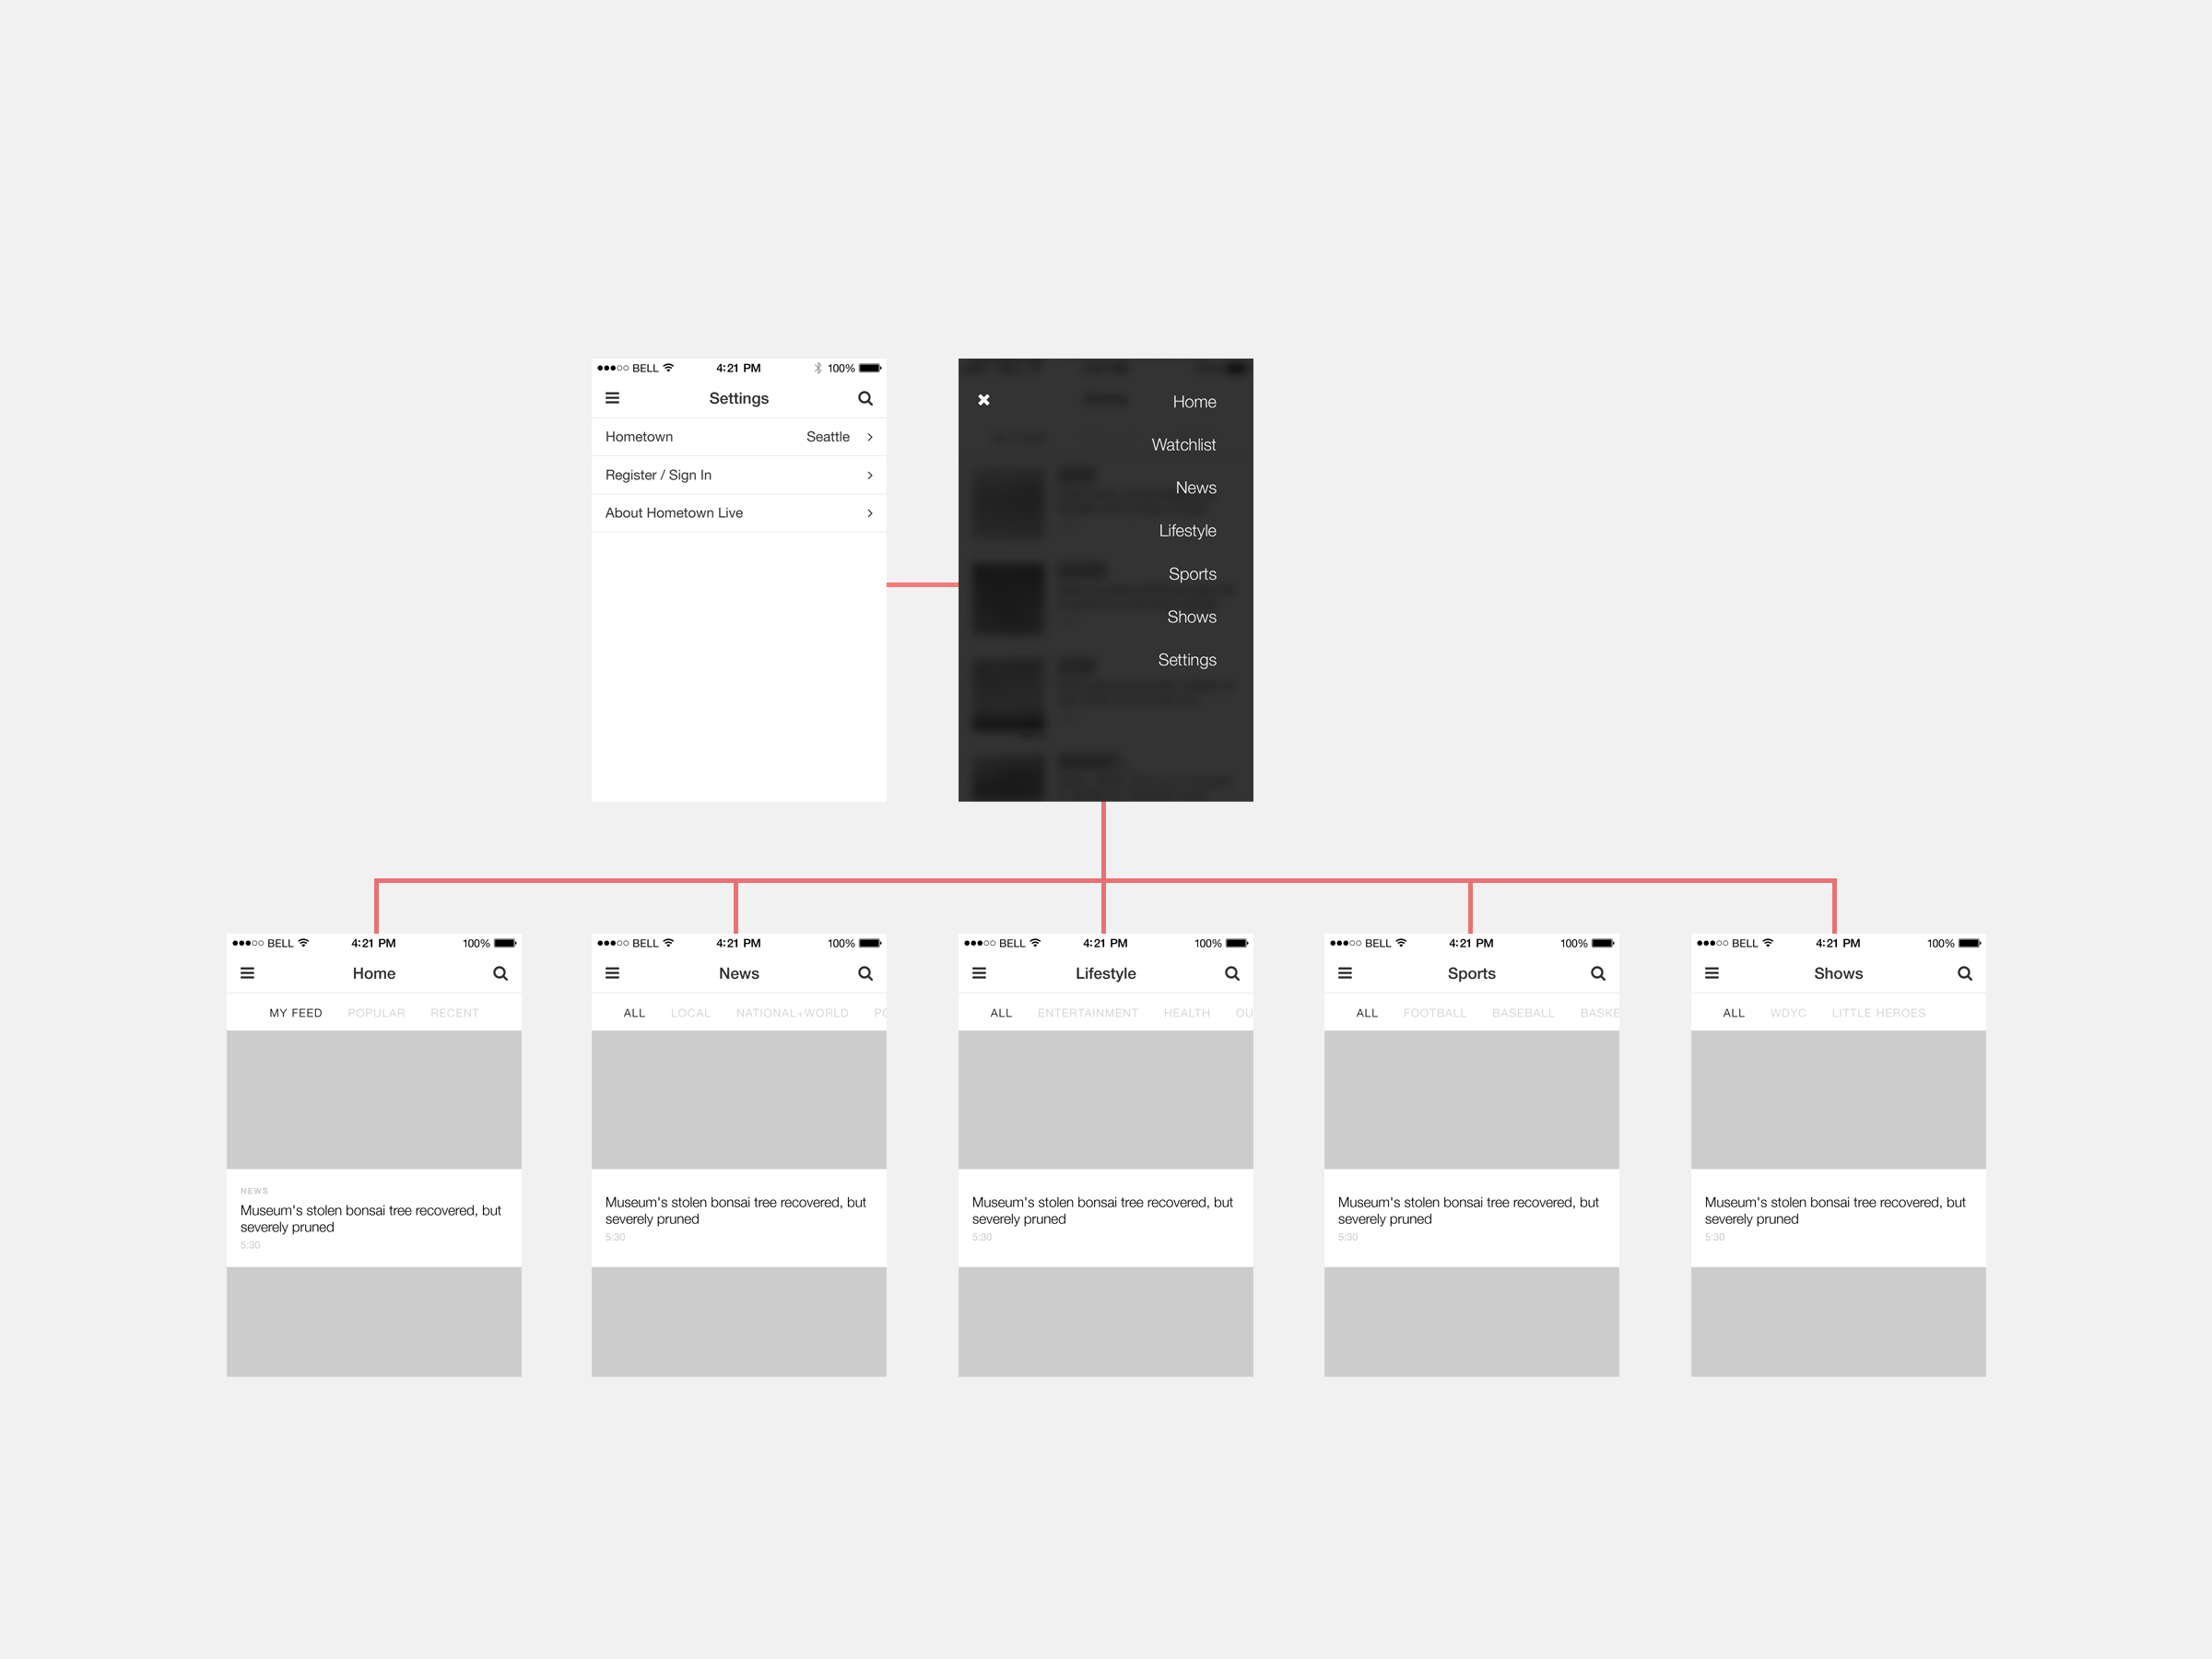 BELL 4:21 PM 100%
Settings
Hometown Seattle
Register / Sign In
About Hometown Live
Home
Watchlist
News
Lifestyle
Sports
Shows
Settings
BELL 4:21 PM 100%
Home
MY FEED POPULAR RECENT
NEWS
Museum's stolen bonsai tree recovered, but
severely pruned
5:30
BELL 4:21 PM 100%
News
ALL LOCAL NATIONAL+WORLD
Museum's stolen bonsai tree recovered, but
severely pruned
5:30
BELL 4:21 PM 100%
Lifestyle
ALL ENTERTAINMENT HEALTH OU
Museum's stolen bonsai tree recovered, but
severely pruned
5:30
BELL 4:21 PM 100%
Sports
ALL FOOTBALL BASEBALL BASKE
Museum's stolen bonsai tree recovered, but
severely pruned
5:30
BELL 4:21 PM 100%
Shows
ALL WDYC LITTLE HEROES
Museum's stolen bonsai tree recovered, but
severely pruned
5:30